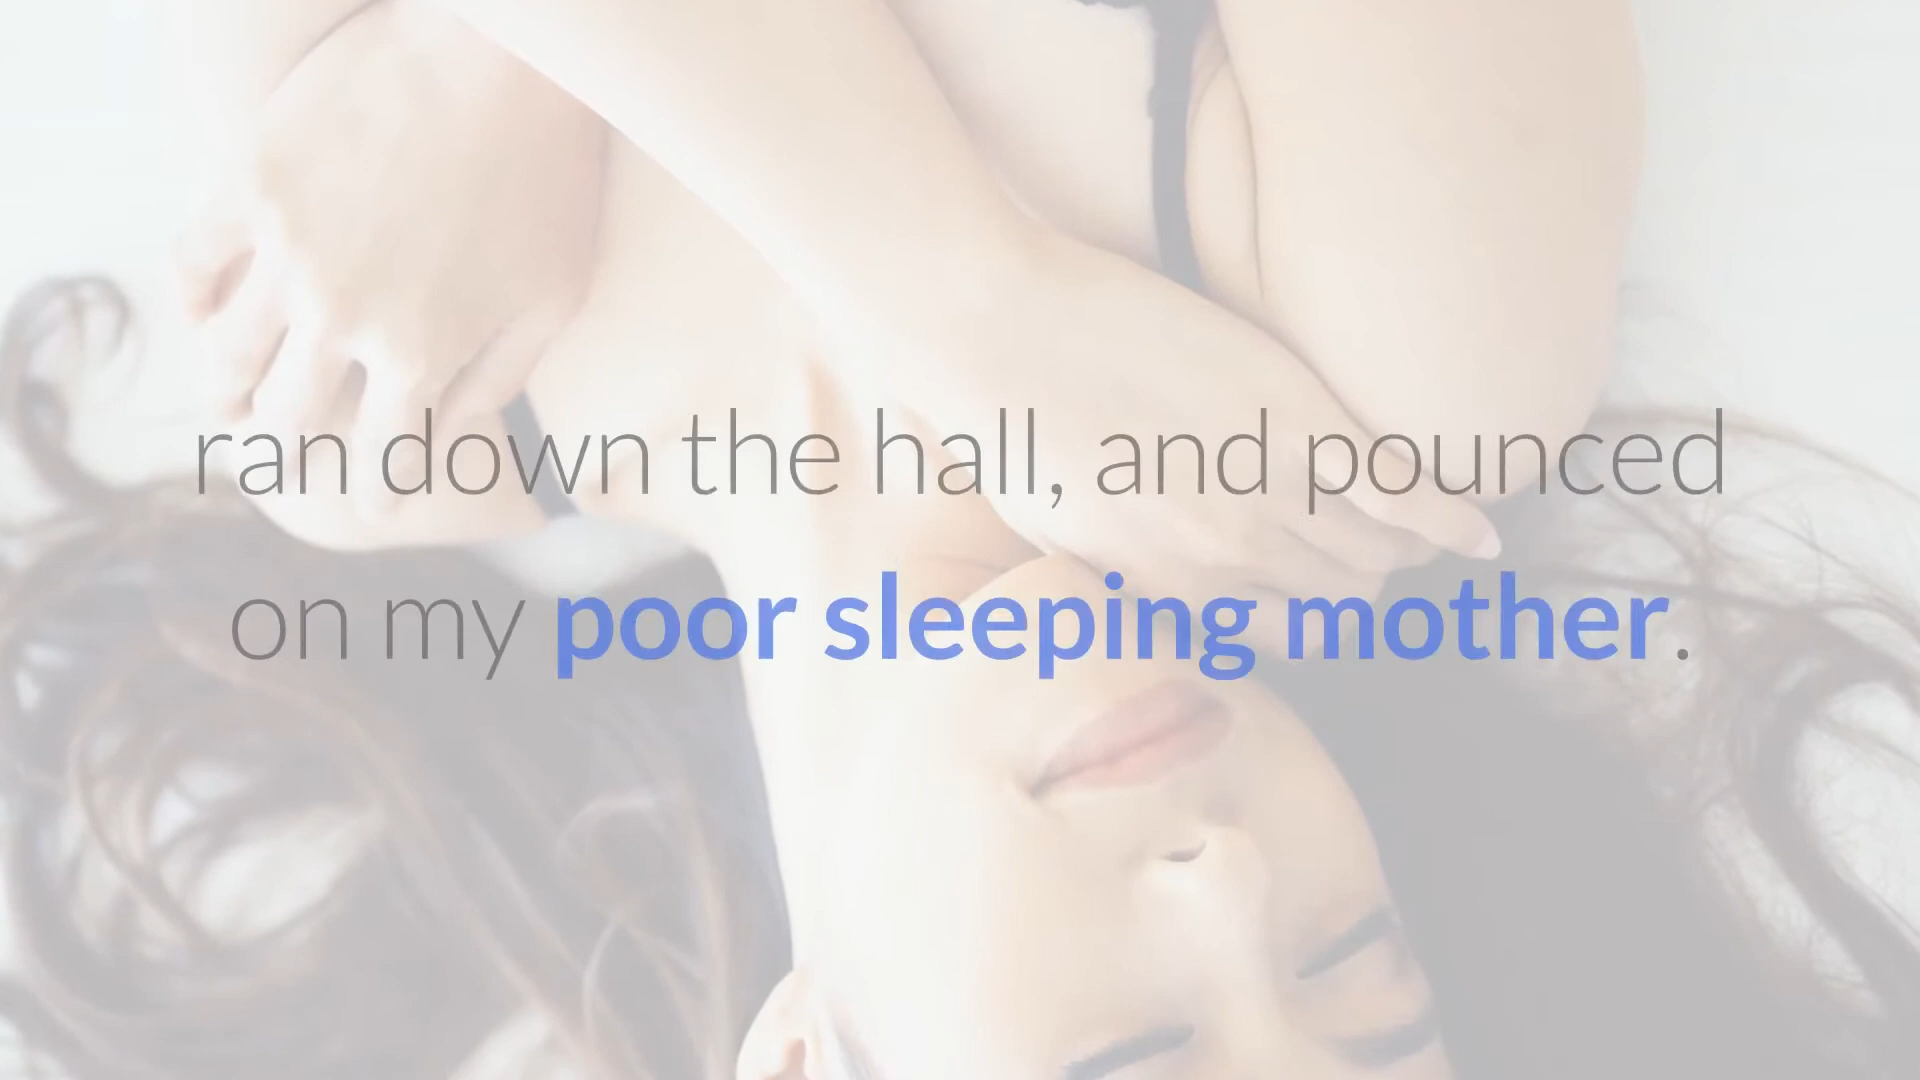 ran down the hall, and pounced
on my poor sleeping mother.